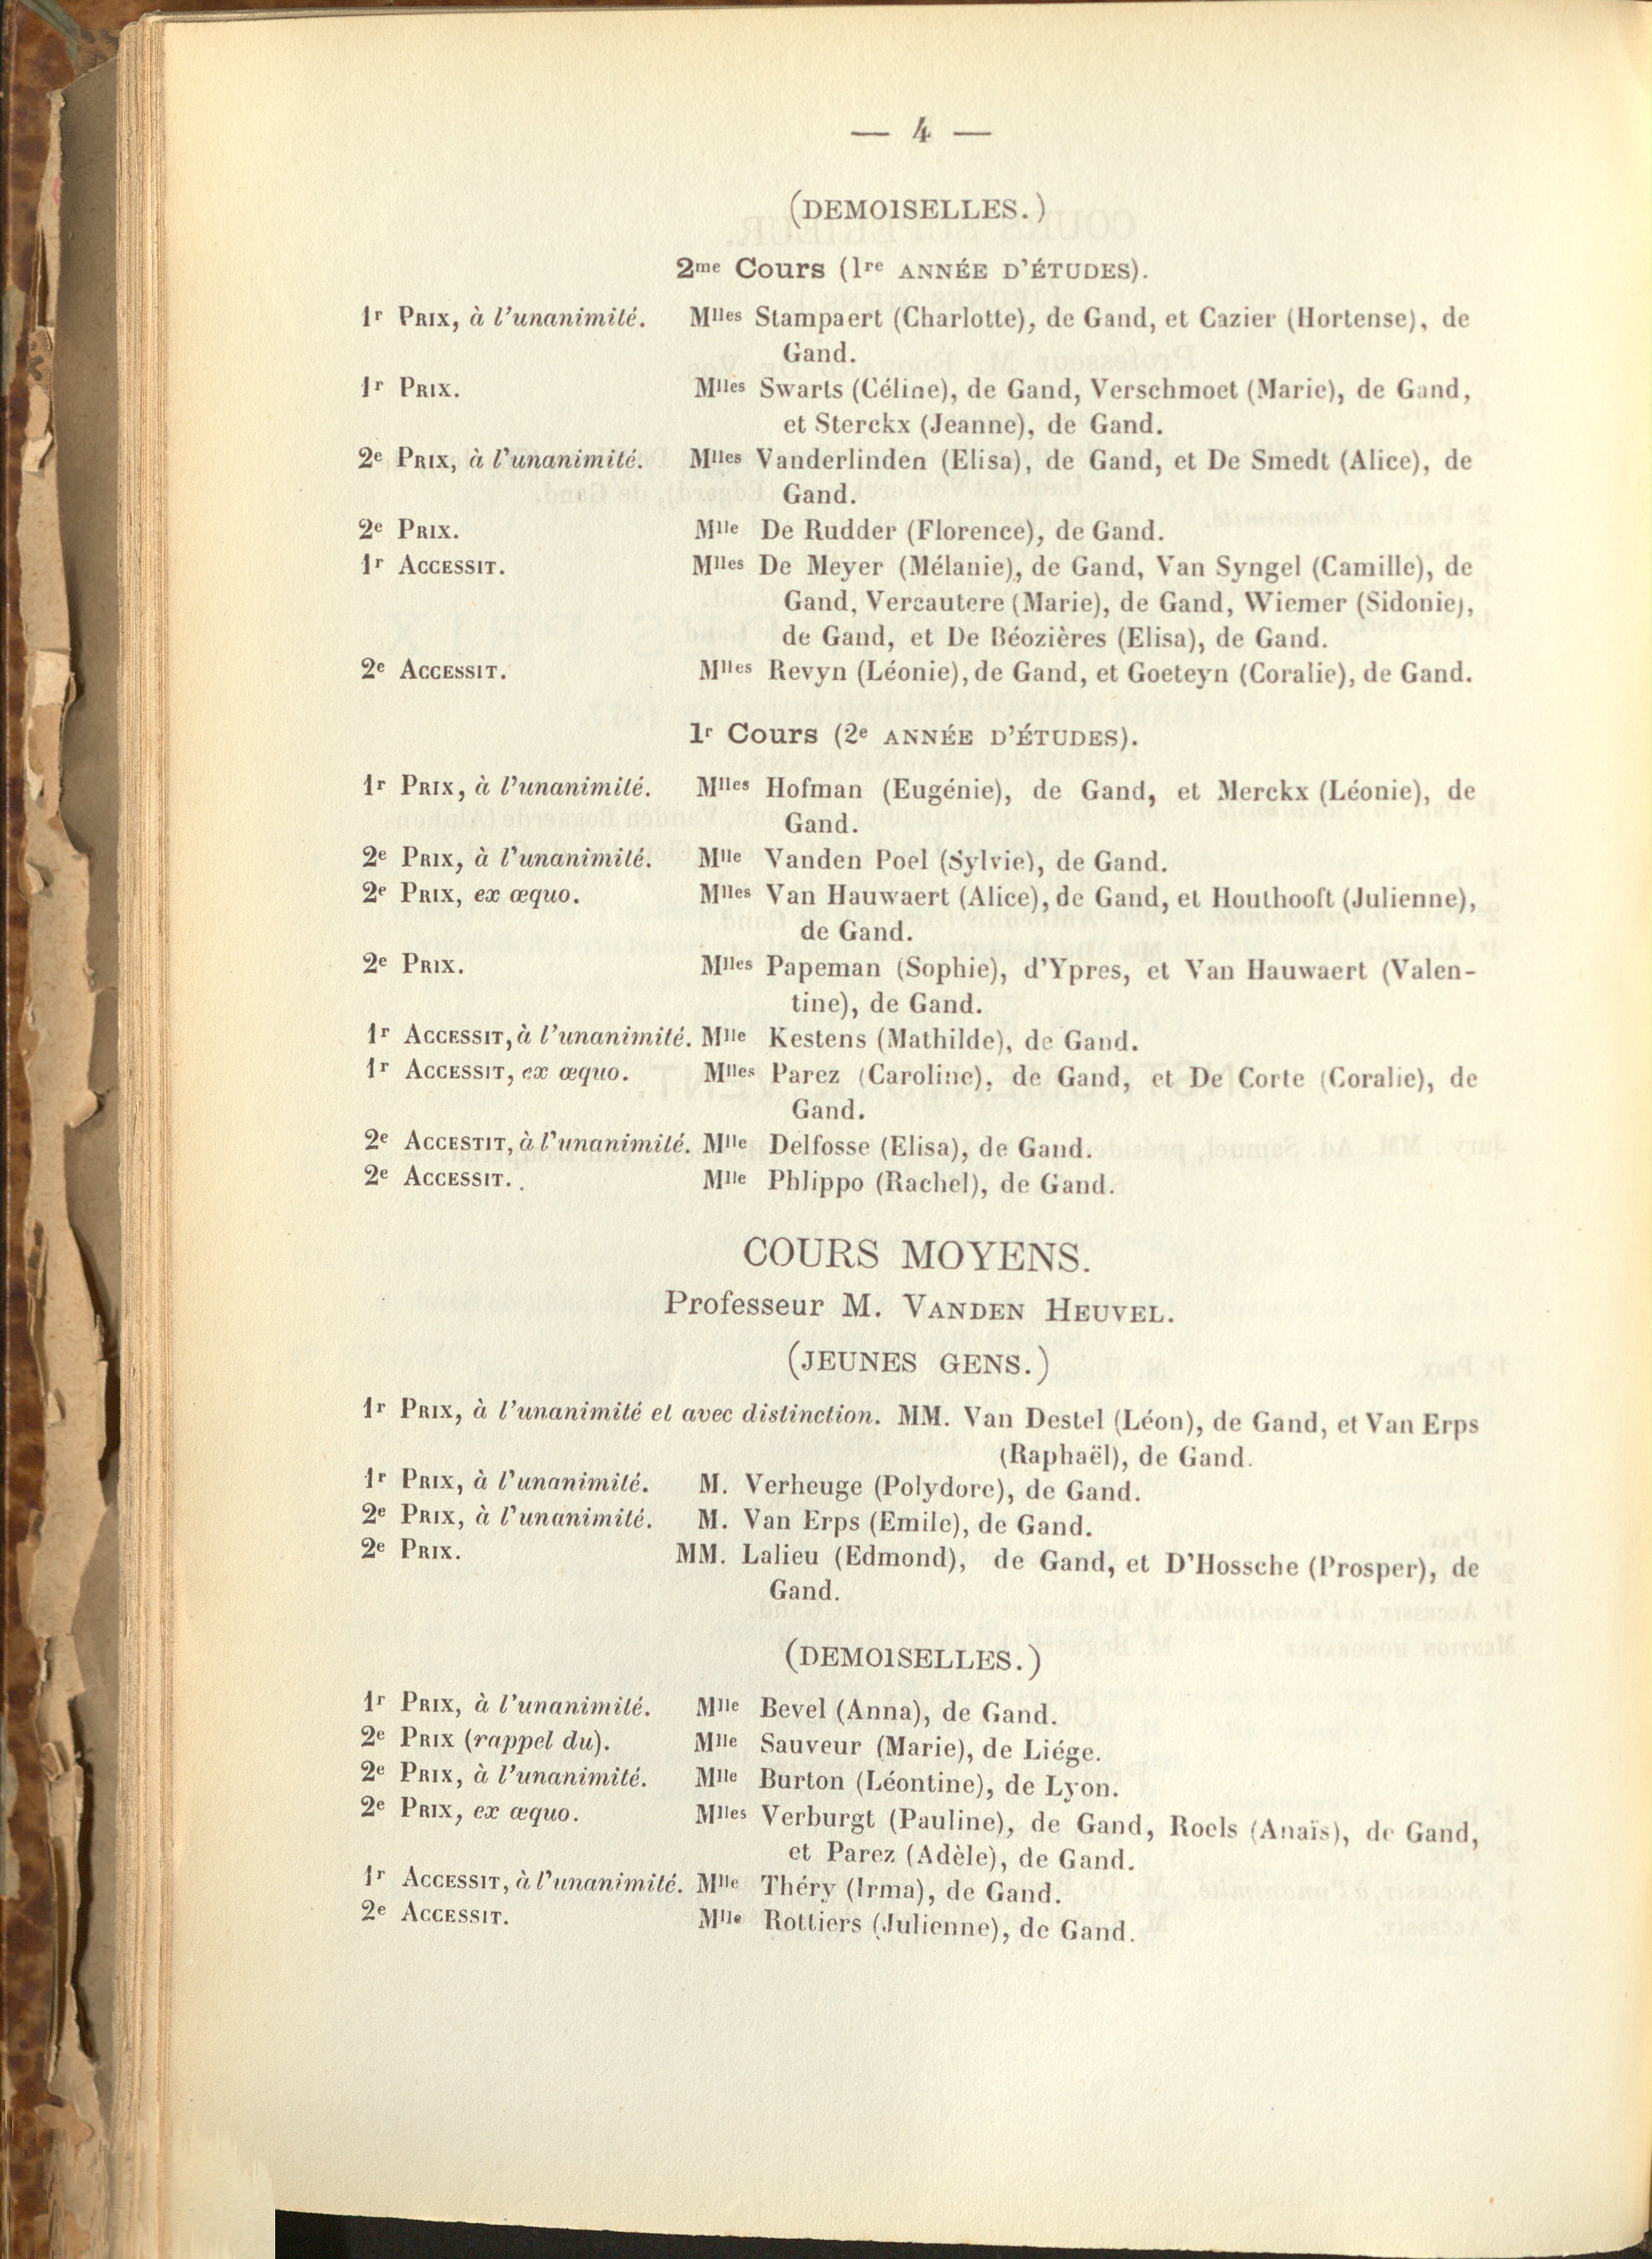 — 4 —
(DEMOISELLES.)
2me Cours (1re ANNÉE D'ÉTUDES).
1r PRIX, à l'unanimité. Mlles Stampaert (Charlotte), de Gand, et Cazier (Hortense), de
Gand.
1r PRIX. Mlles Swarts (Céline), de Gand, Verschmoet (Marie), de Gand,
et Sterckx (Jeanne), de Gand.
2e PRIX, à l'unanimité. Mlles Vanderlinden (Elisa), de Gand, et De Smedt (Alice), de
Gand.
2e PRIX. Mlle De Rudder (Florence), de Gand.
1r ACCESSIT. Mlles De Meyer (Mélanie), de Gand, Van Syngel (Camille), de
Gand, Vercautere (Marie), de Gand, Wiemer (Sidonie),
de Gand, et De Béozières (Elisa), de Gand.
2e ACCESSIT. Mlles Revyn (Léonie), de Gand, et Goeteyn (Coralie), de Gand.
1r Cours (2e ANNÉE D'ÉTUDES).
1r PRIX, à l'unanimité. Mlles Hofman (Eugénie), de Gand, et Merckx (Léonie), de
Gand.
2e PRIX, à l'unanimité. Mlle Vanden Poel (Sylvie), de Gand.
2e PRIX, ex œquo. Mlles Van Hauwaert (Alice), de Gand, et Houthooft (Julienne),
de Gand.
2e PRIX. Mlles Papeman (Sophie), d'Ypres, et Van Hauwaert (Valen-
tine), de Gand.
1r ACCESSIT, à l'unanimité. Mlle Kestens (Mathilde), de Gand.
1r ACCESSIT, ex œquo. Mlles Parez (Caroline), de Gand, et De Corte (Coralie), de
Gand.
2e ACCESTIT, à l'unanimité. Mlle Delfosse (Elisa), de Gand.
2e ACCESSIT. . Mlle Phlippo (Rachel), de Gand.
COURS MOYENS.
Professeur M. VANDEN HEUVEL.
(JEUNES GENS.)
1r PRIX, à l'unanimité et avec distinction. MM. Van Destel (Léon), de Gand, et Van Erps
(Raphaël), de Gand.
1r PRIX, à l'unanimité. M. Verheuge (Polydore), de Gand.
2e PRIX, à l'unanimité. M. Van Erps (Emile), de Gand.
2e PRIX. MM. Lalieu (Edmond), de Gand, et D'Hossche (Prosper), de
Gand.
(DEMOISELLES.)
1r PRIX, à l'unanimité. Mlle Bevel (Anna), de Gand.
2e PRIX (rappel du). Mlle Sauveur (Marie), de Liége.
2e PRIX, à l'unanimité. Mlle Burton (Léontine), de Lyon.
2e PRIX, ex œquo. Mlles Verburgt (Pauline), de Gand, Roels (Anaïs), de Gand,
et Parez (Adèle), de Gand.
1r ACCESSIT, à l'unanimité. Mlle Théry (Irma), de Gand.
2e ACCESSIT. Mlle Rottiers (Julienne), de Gand.